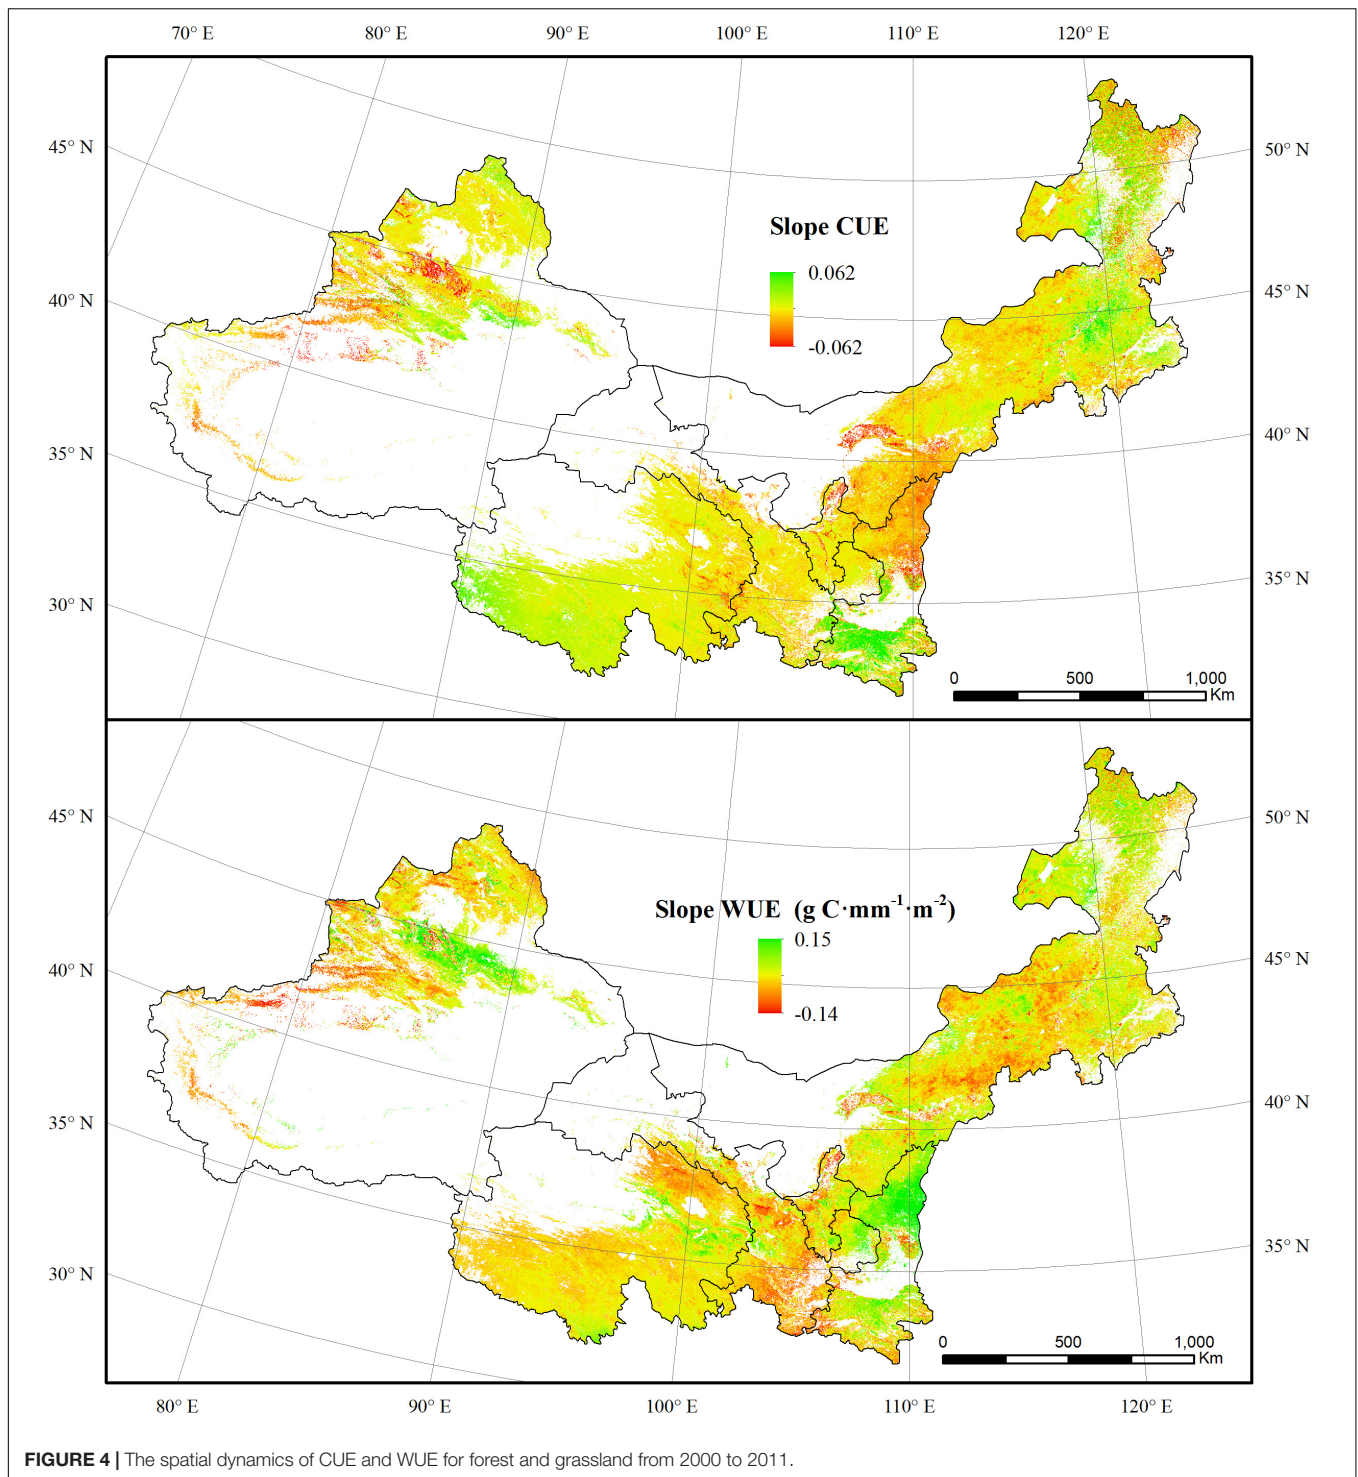 70° E 80° E 90° E 100° E 110° E 120° E
45° N
50° N
40° N
45° N
35° N
40° N
30° N
35° N
Slope CUE
0.062
-0.062
0 500 1,000
Km
45° N
50° N
40° N
45° N
35° N
40° N
30° N
35° N
Slope WUE (g C·mm⁻¹·m⁻²)
0.15
-0.14
0 500 1,000
Km
80° E 90° E 100° E 110° E 120° E
FIGURE 4 | The spatial dynamics of CUE and WUE for forest and grassland from 2000 to 2011.